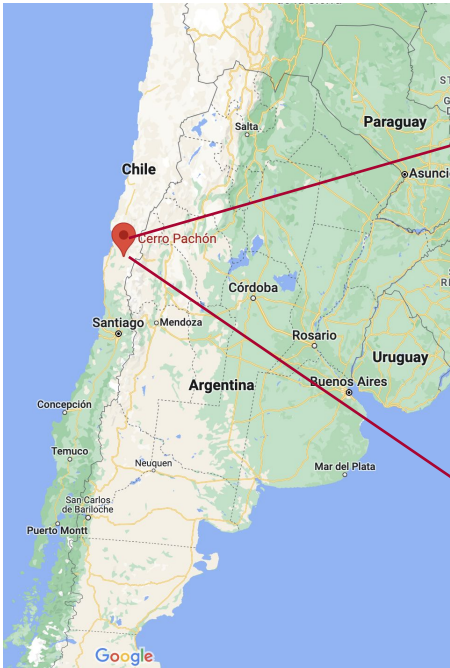 Salta
Paraguay
Chile
Asunci
Cerro Pachón
Córdoba
Santiago
Mendoza
Rosario
Uruguay
Argentina
Buenos Aires
Concepción
Temuco
Neuquen
Mar del Plata
San Carlos
de Bariloche
Puerto Montt
Google